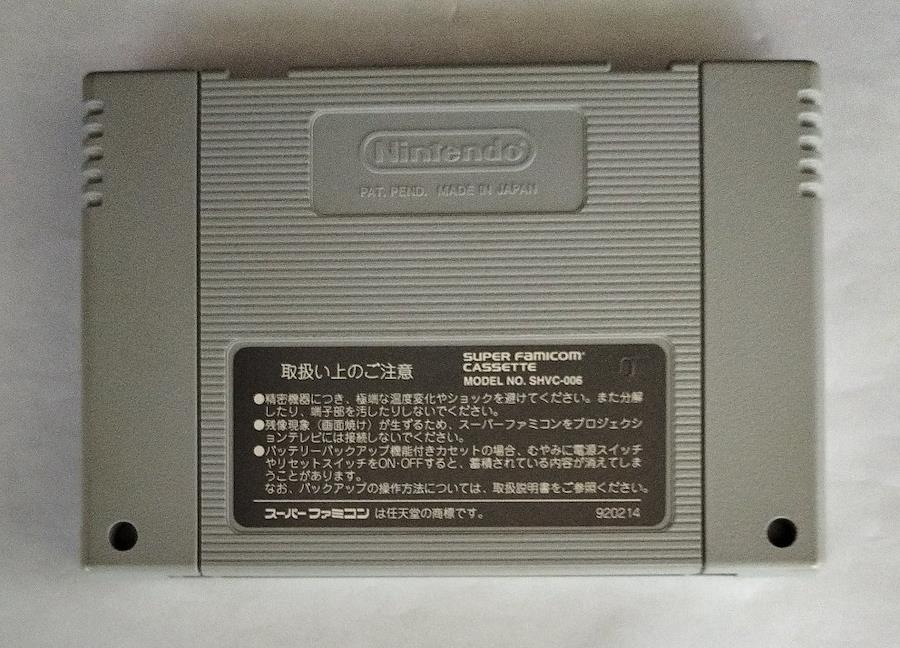 Nintendo®
PAT. PEND. MADE IN JAPAN
取扱い上のご注意
SUPER FAMICOM
CASSETTE
MODEL NO. SHVC-006
●精密機器につき、極端な温度変化やショックを避けてください。また分解
したり、端子部を汚したりしないでください。
●残像現象（画面焼け）が生ずるため、スーパーファミコンをプロジェクシ
ョンテレビには接続しないでください。
●バッテリーバックアップ機能付きカセットの場合、むやみに電源スイッチ
やリセットスイッチをON·OFFすると、蓄積されている内容が消えてしま
うことがあります。
なお、バックアップの操作方法については、取扱説明書をご参照ください。
スーパーファミコン は任天堂の商標です。
920214